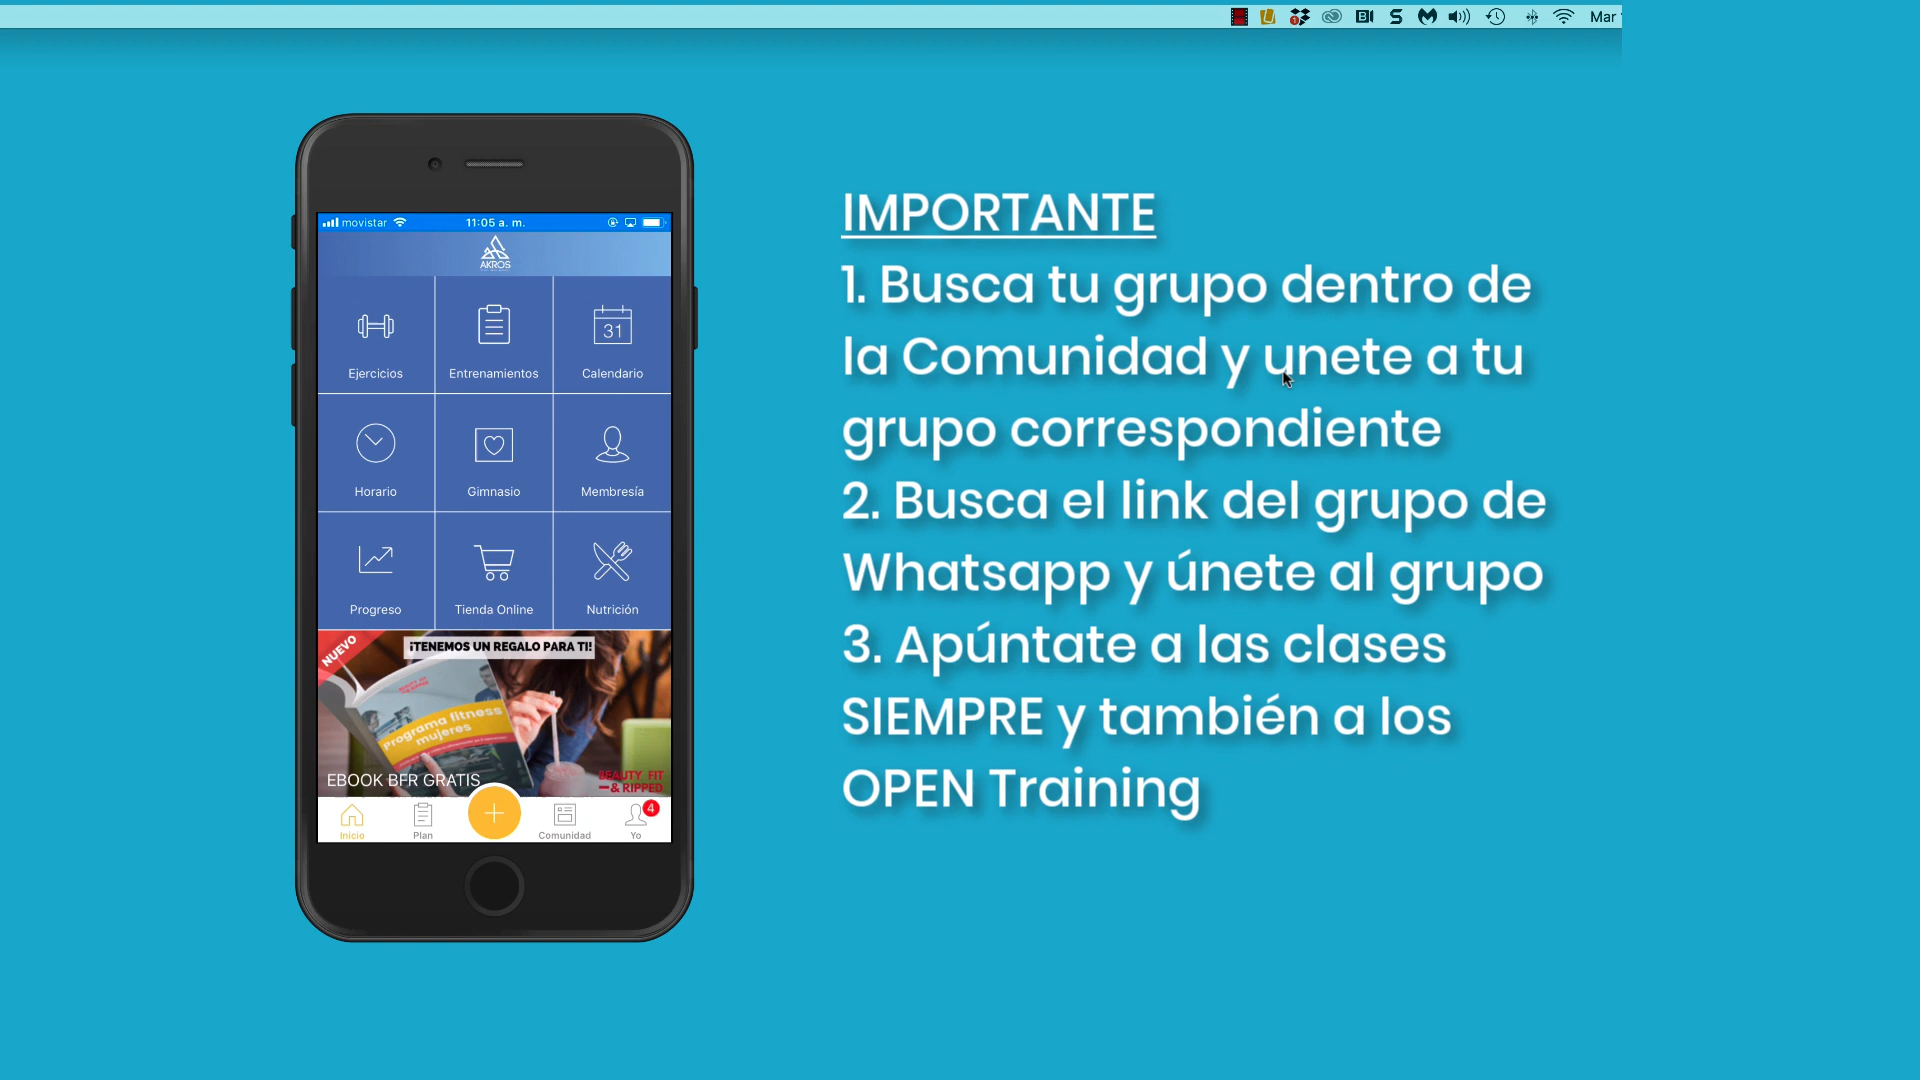 Mar
movistar
11:05 a. m.
AKROS
31
Ejercicios
Entrenamientos
Calendario
Horario
Gimnasio
Membresía
Progreso
Tienda Online
Nutrición
NUEVO
¡TENEMOS UN REGALO PARA TI!
Programa fitness
mujeres
EBOOK BFR GRATIS
BEAUTY FIT
& RIPPED
Inicio
Plan
Comunidad
4
Yo
IMPORTANTE
1. Busca tu grupo dentro de
la Comunidad y unete a tu
grupo correspondiente
2. Busca el link del grupo de
Whatsapp y únete al grupo
3. Apúntate a las clases
SIEMPRE y también a los
OPEN Training